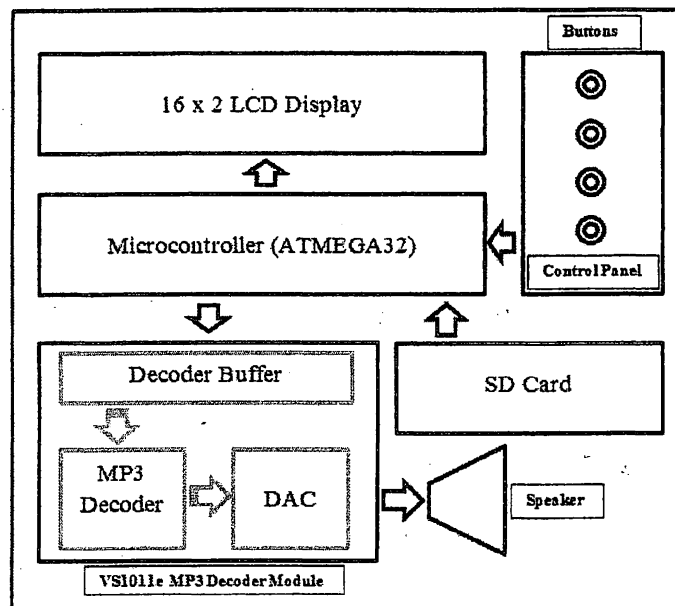 Buttons
16 x 2 LCD Display
Microcontroller (ATMEGA32)
Control Panel
Decoder Buffer
SD Card
MP3
Decoder
DAC
Speaker
VS1011e MP3 Decoder Module